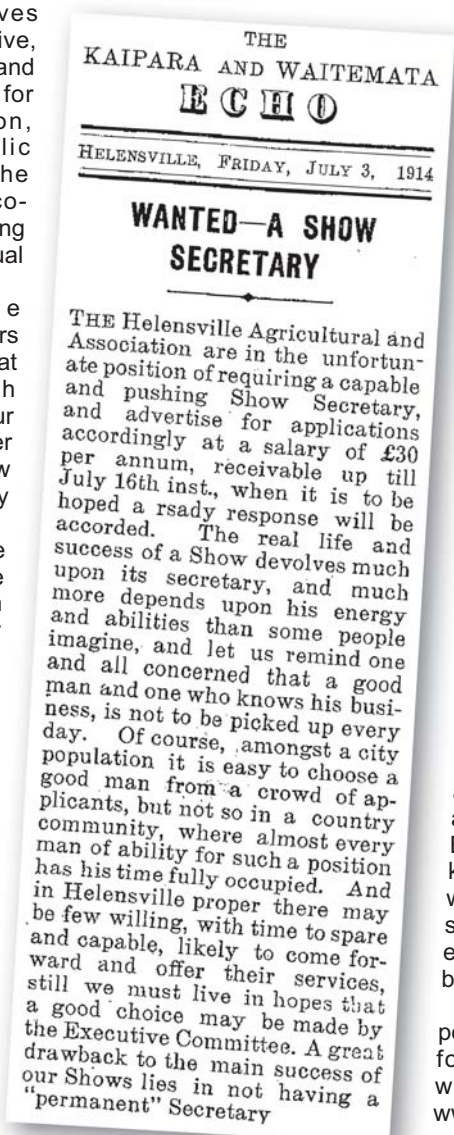 THE
KAIPARA AND WAITEMATA
ECHO
HELENSVILLE, FRIDAY, JULY 3, 1914
WANTED—A SHOW
SECRETARY
THE Helensville Agricultural and
Association are in the unfortun-
ate position of requiring a capable
and pushing Show Secretary,
and advertise for applications
accordingly at a salary of £30
per annum, receivable up till
July 16th inst., when it is to be
hoped a rsady response will be
accorded. The real life and
success of a Show devolves much
upon its secretary, and much
more depends upon his energy
and abilities than some people
imagine, and let us remind one
and all concerned that a good
man and one who knows his busi-
ness, is not to be picked up every
day. Of course, amongst a city
population it is easy to choose a
good man from a crowd of ap-
plicants, but not so in a country
community, where almost every
man of ability for such a position
has his time fully occupied. And
in Helensville proper there may
be few willing, with time to spare
and capable, likely to come for-
ward and offer their services,
still we must live in hopes that
a good choice may be made by
the Executive Committee. A great
drawback to the main success of
our Shows lies in not having a
"permanent" Secretary